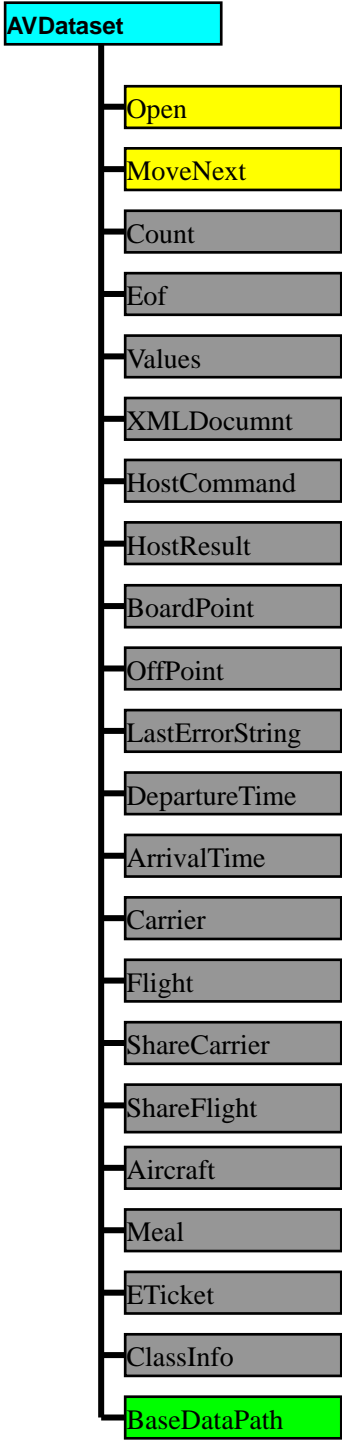 AVDataset
Open
MoveNext
Count
Eof
Values
XMLDocumnt
HostCommand
HostResult
BoardPoint
OffPoint
LastErrorString
DepartureTime
ArrivalTime
Carrier
Flight
ShareCarrier
ShareFlight
Aircraft
Meal
ETicket
ClassInfo
BaseDataPath